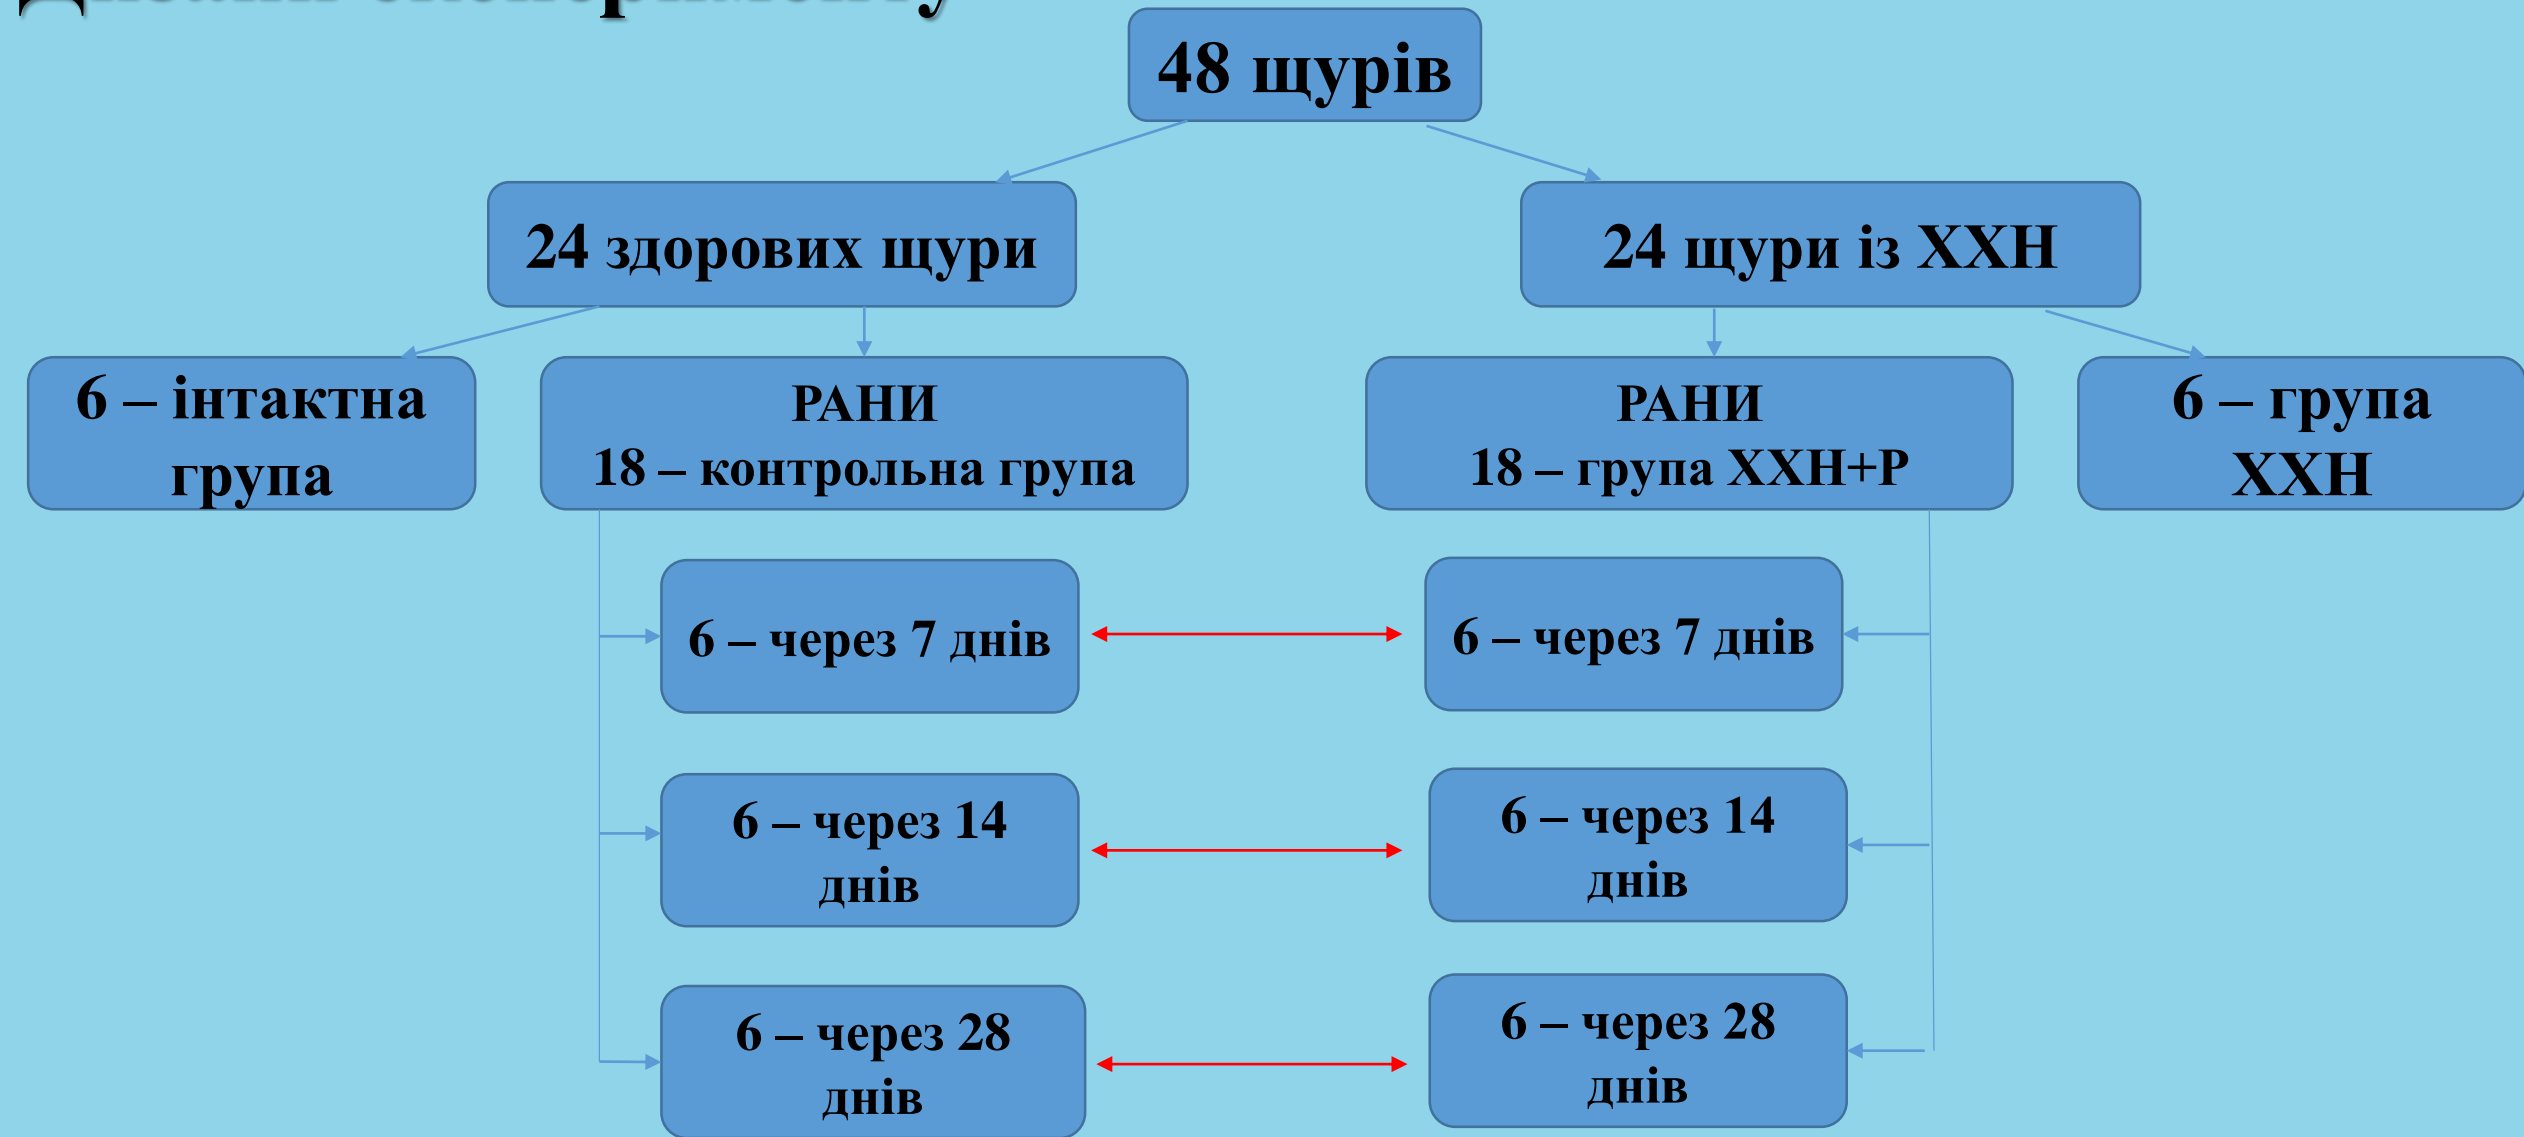 48 щурів
24 здорових щури
24 щури із ХХН
6 – інтактна
група
РАНИ
18 – контрольна група
РАНИ
18 – група ХХН+Р
6 – група
ХХН
6 – через 7 днів
6 – через 7 днів
6 – через 14
днів
6 – через 14
днів
6 – через 28
днів
6 – через 28
днів